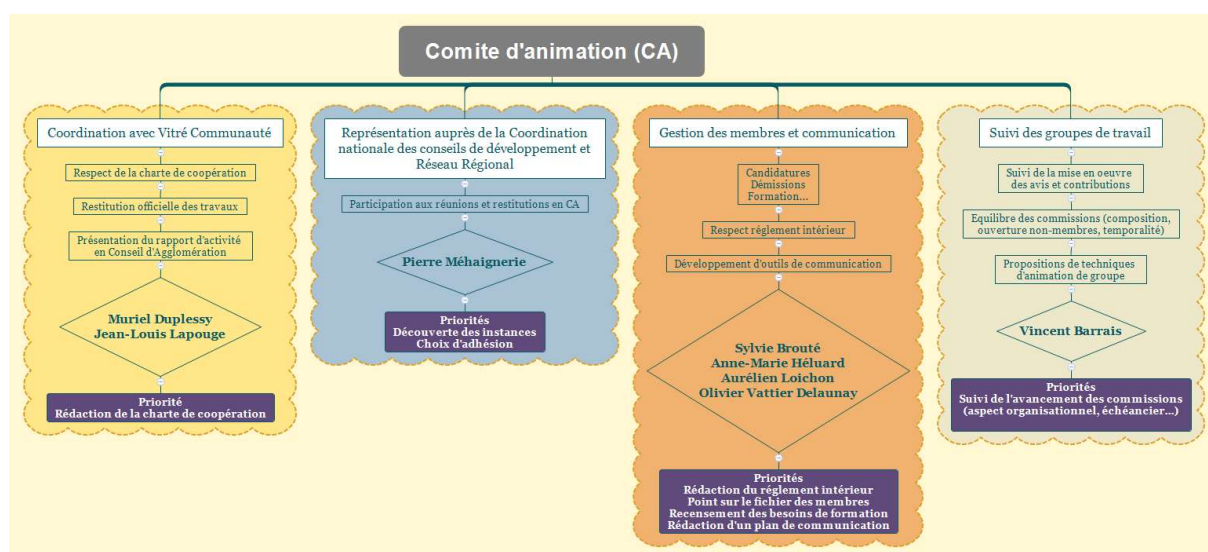 Comite d'animation (CA)
Coordination avec Vitré Communauté
Respect de la charte de coopération
Restitution officielle des travaux
Présentation du rapport d'activité
en Conseil d'Agglomération
Muriel Duplessy
Jean-Louis Lapouge
Priorité
Rédaction de la charte de coopération
Représentation auprès de la Coordination
nationale des conseils de développement et
Réseau Régional
Participation aux réunions et restitutions en CA
Pierre Méhaignerie
Priorités
Découverte des instances
Choix d'adhésion
Gestion des membres et communication
Candidatures
Démissions
Formation...
Respect réglement intérieur
Développement d'outils de communication
Sylvie Brouté
Anne-Marie Héluard
Aurélien Loichon
Olivier Vattier Delaunay
Priorités
Rédaction du réglement intérieur
Point sur le fichier des membres
Recensement des besoins de formation
Rédaction d'un plan de communication
Suivi des groupes de travail
Suivi de la mise en oeuvre
des avis et contributions
Equilibre des commissions (composition,
ouverture non-membres, temporalité)
Propositions de techniques
d'animation de groupe
Vincent Barrais
Priorités
Suivi de l'avancement des commissions
(aspect organisationnel, échéancier...)